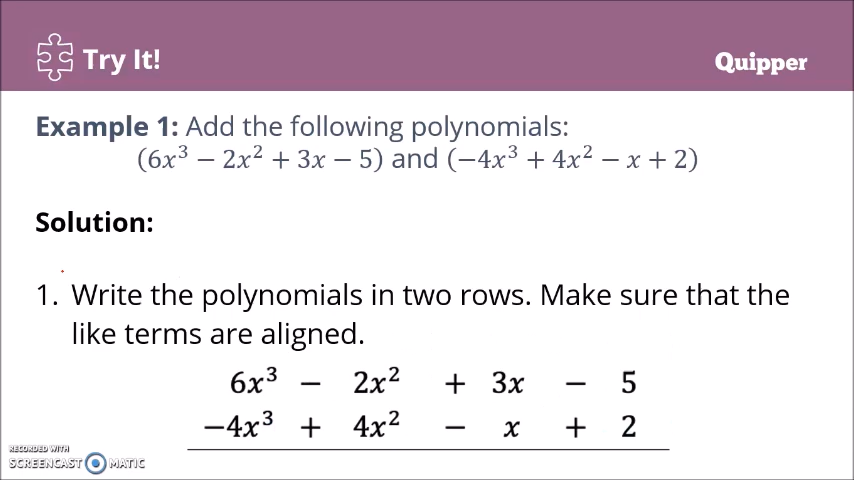 Try It!
Quipper
Example 1: Add the following polynomials:
(6x³ − 2x² + 3x − 5) and (−4x³ + 4x² − x + 2)
Solution:
1. Write the polynomials in two rows. Make sure that the
like terms are aligned.
6x³ − 2x² + 3x − 5
−4x³ + 4x² − x + 2
RECORDED WITH
SCREENCAST MATIC